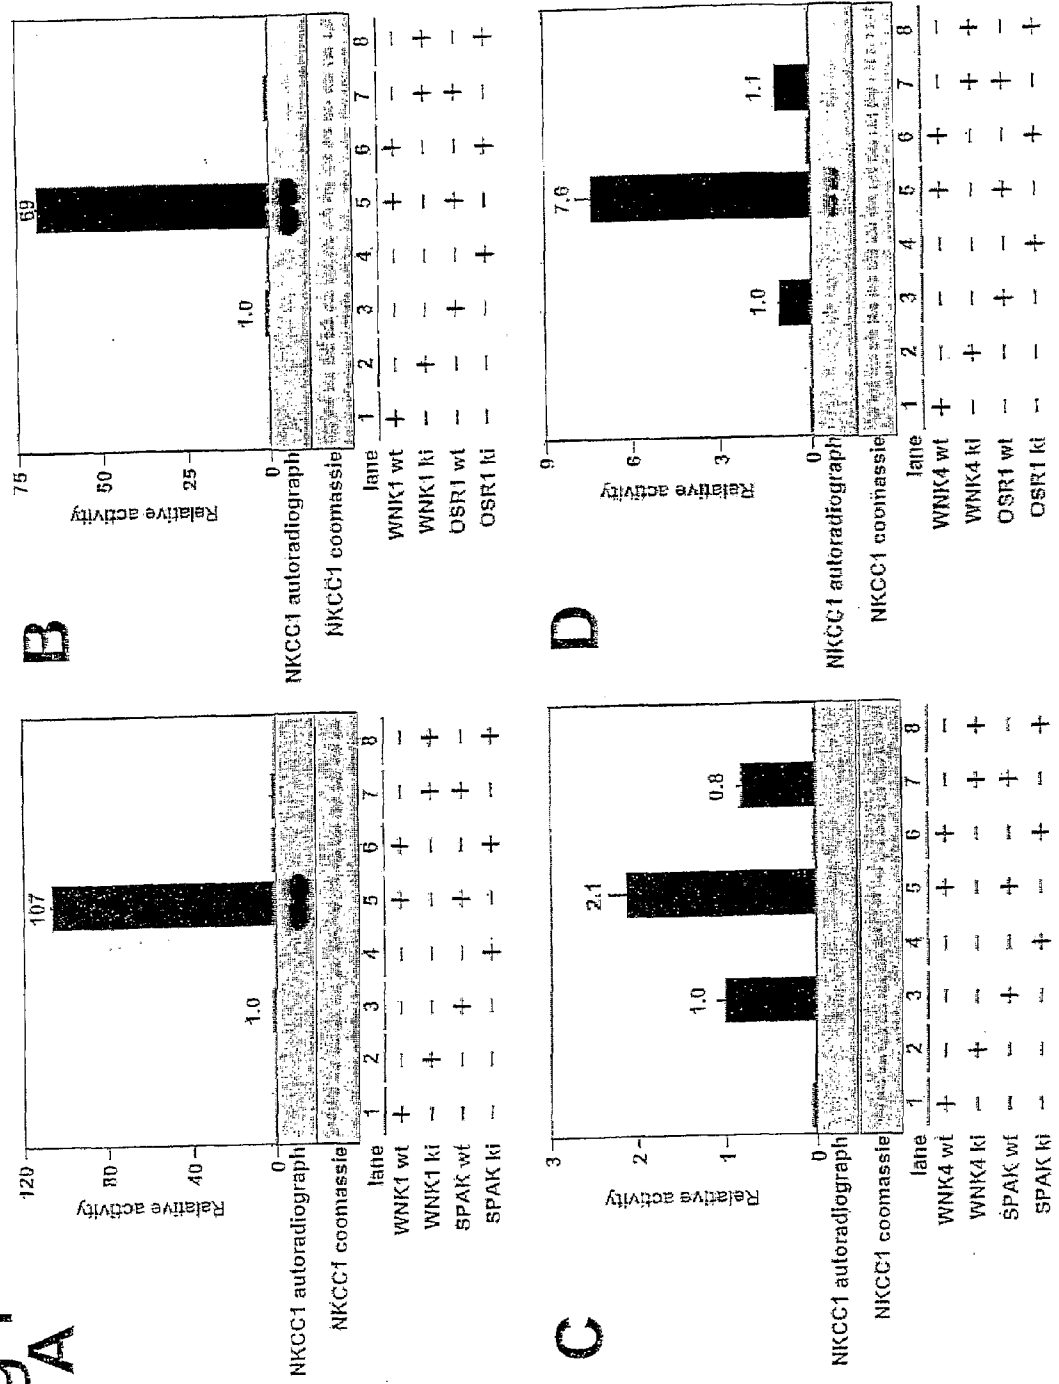 A
120
80
40
0
Relative activity
107
1.0
NKCC1 autoradiograph
NKCC1 coomassie
lane 1 2 3 4 5 6 7 8
WNK1 wt + − − − + + − −
WNK1 ki − + − − − − + +
SPAK wt − − + − + − + −
SPAK ki − − − + − + − +
B
75
50
25
0
Relative activity
69
1.0
NKCC1 autoradiograph
NKCC1 coomassie
lane 1 2 3 4 5 6 7 8
WNK1 wt + − − − + + − −
WNK1 ki − + − − − − + +
OSR1 wt − − + − + − + −
OSR1 ki − − − + − + − +
C
3
2
1
0
Relative activity
1.0
2.1
0.8
NKCC1 autoradiograph
NKCC1 coomassie
lane 1 2 3 4 5 6 7 8
WNK4 wt + − − − + + − −
WNK4 ki − + − − − − + +
SPAK wt − − + − + − + −
SPAK ki − − − + − + − +
D
9
6
3
0
Relative activity
1.0
7.6
1.1
NKCC1 autoradiograph
NKCC1 coomassie
lane 1 2 3 4 5 6 7 8
WNK4 wt + − − − + + − −
WNK4 ki − + − − − − + +
OSR1 wt − − + − + − + −
OSR1 ki − − − + − + − +